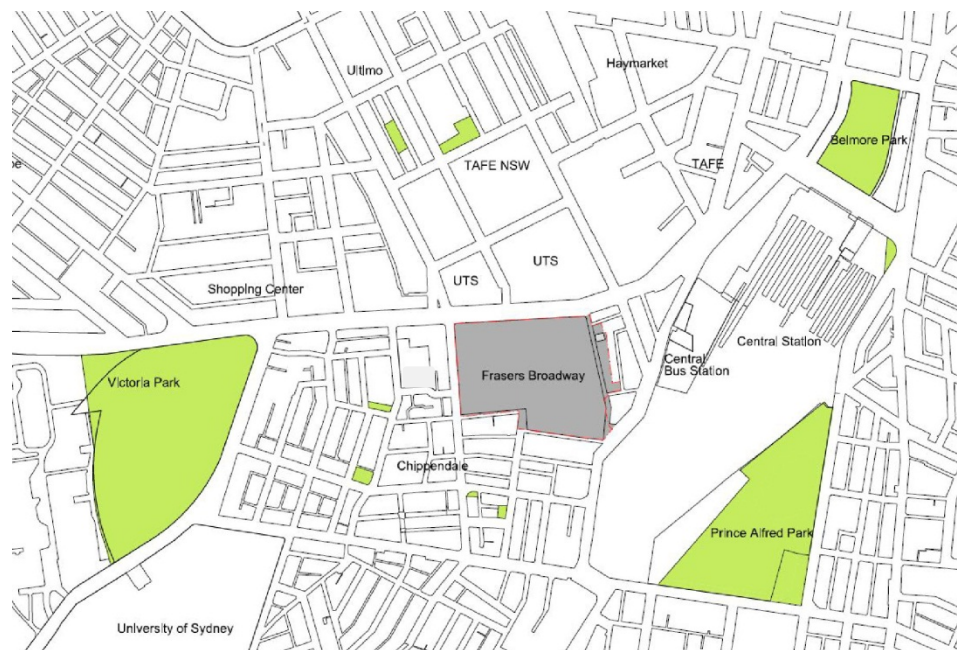 Haymarket
Ultimo
Belmore Park
TAFE NSW
TAFE
UTS
UTS
Shopping Center
Central Station
Central
Bus Station
Frasers Broadway
Victoria Park
Chippendale
Prince Alfred Park
University of Sydney